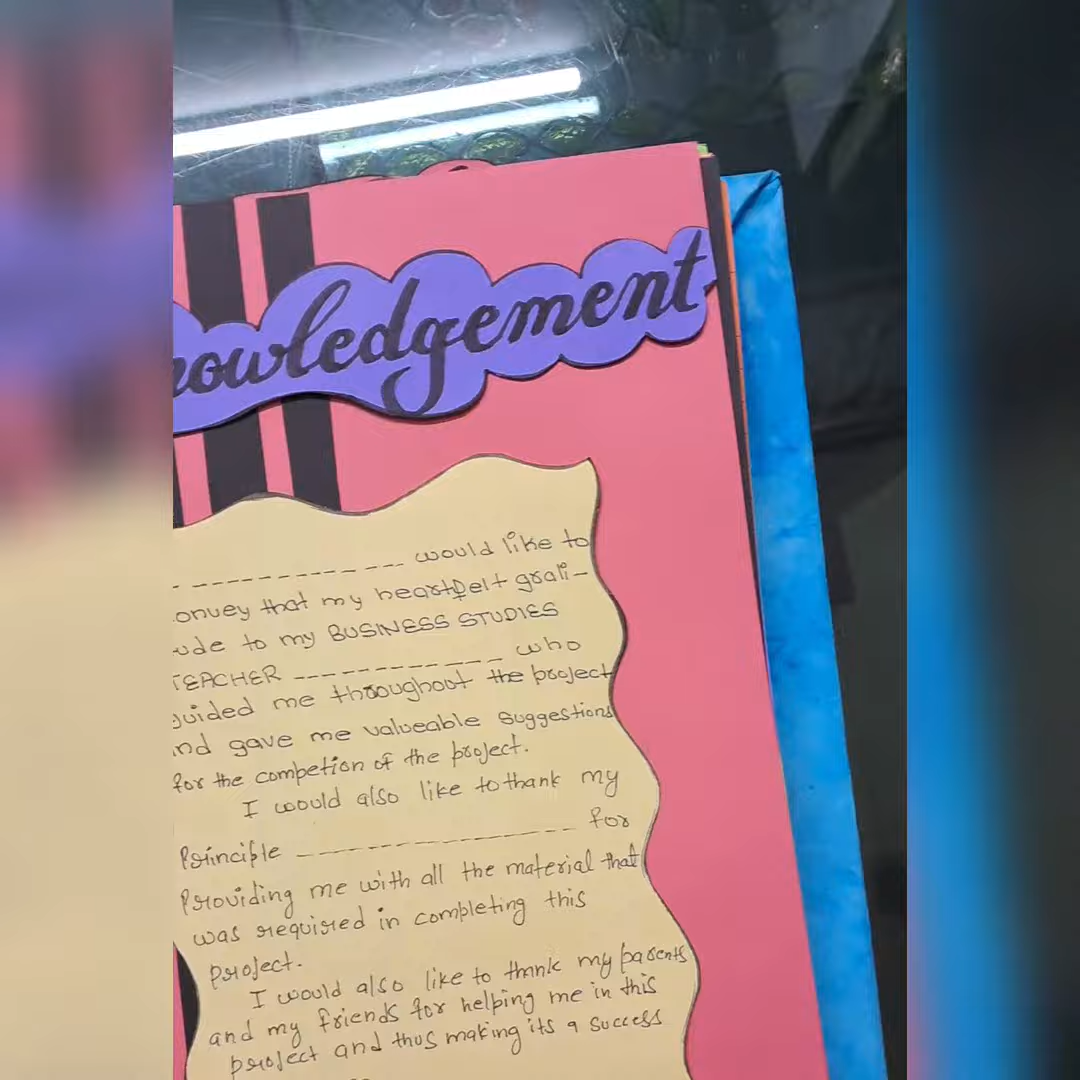 nowledgement
would like to
onvey that my heartfelt grati-
ude to my BUSINESS STUDIES
TEACHER ---------- who
guided me throughout the project
nd gave me valueable suggestions
for the competion of the project.
I would also like to thank my
Principle ------------- for
Providing me with all the material that
was required in completing this
project.
I would also like to thank my parents
and my friends for helping me in this
project and thus making its a success